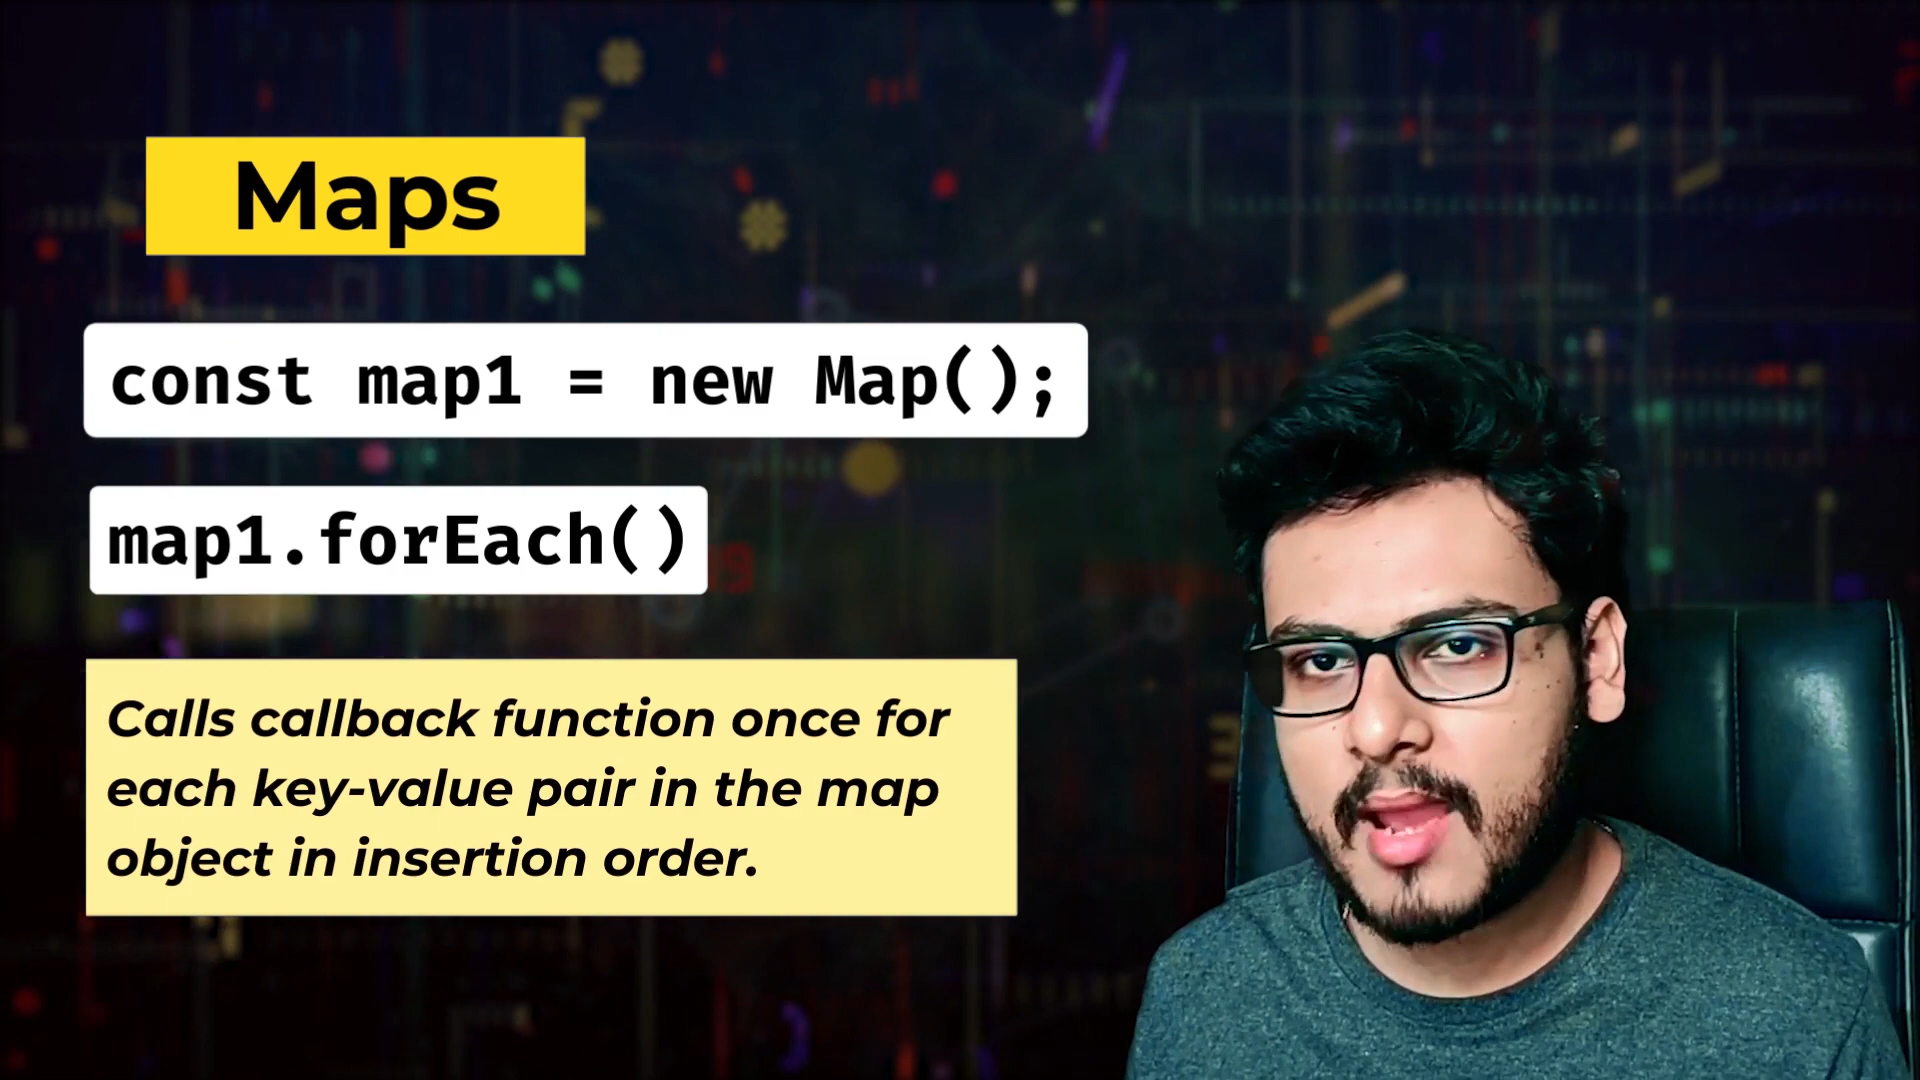 Maps
const map1 = new Map();
map1.forEach()
Calls callback function once for
each key-value pair in the map
object in insertion order.